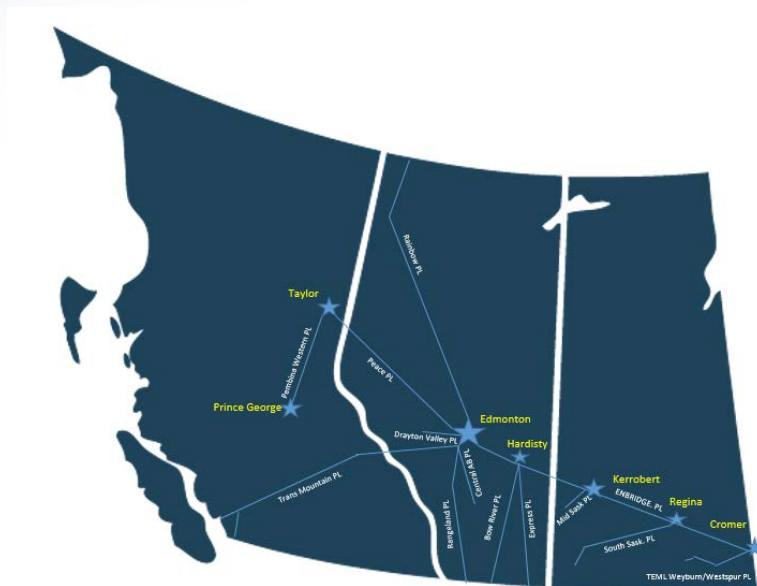 Rainbow PL
Taylor
Pembina Western PL
Peace PL
Prince George
Edmonton
Drayton Valley PL
Hardisty
Central AB PL
Trans Mountain PL
Kerrobert
ENBRIDGE. PL
Mid Sask PL
Regina
Rangeland PL
Bow River PL
Express PL
South Sask. PL
Cromer
TEML Weyburn/Westspur PL